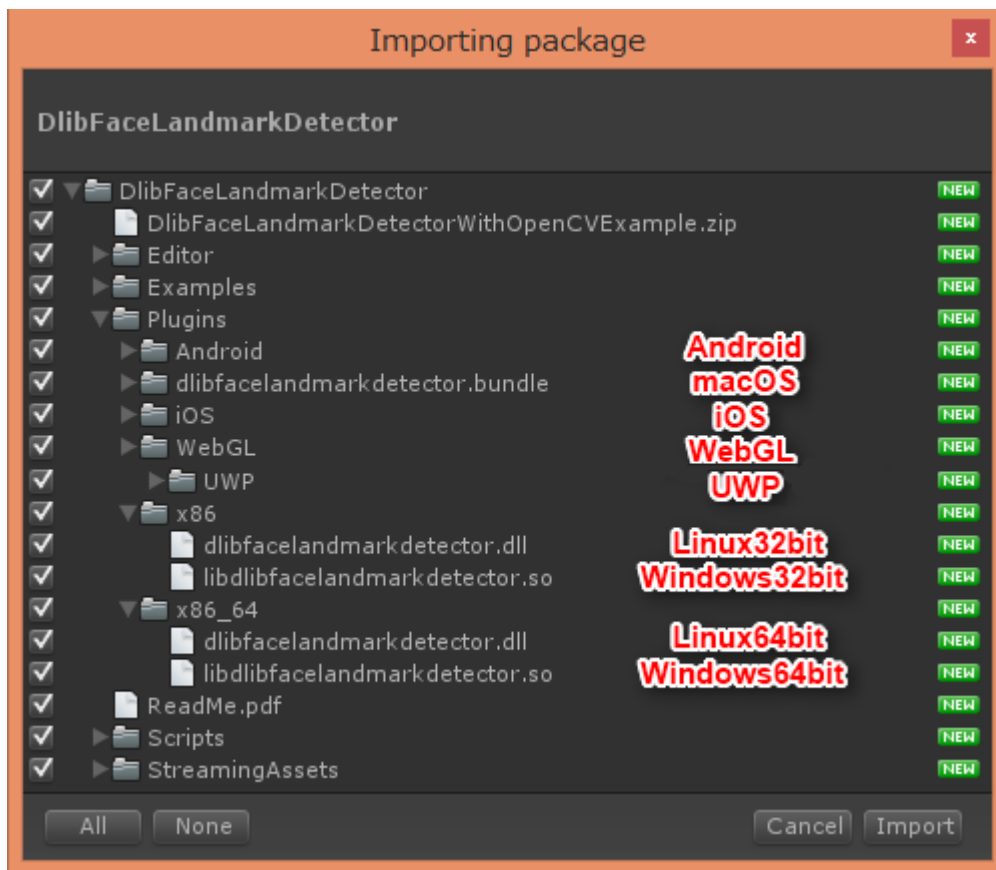 Importing package
x
DlibFaceLandmarkDetector
DlibFaceLandmarkDetector NEW
DlibFaceLandmarkDetectorWithOpenCVExample.zip NEW
Editor NEW
Examples NEW
Plugins NEW
Android Android NEW
dlibfacelandmarkdetector.bundle macOS NEW
iOS iOS NEW
WebGL WebGL NEW
UWP UWP NEW
x86 NEW
dlibfacelandmarkdetector.dll Linux32bit NEW
libdlibfacelandmarkdetector.so Windows32bit NEW
x86_64 NEW
dlibfacelandmarkdetector.dll Linux64bit NEW
libdlibfacelandmarkdetector.so Windows64bit NEW
ReadMe.pdf NEW
Scripts NEW
StreamingAssets NEW
All None Cancel Import